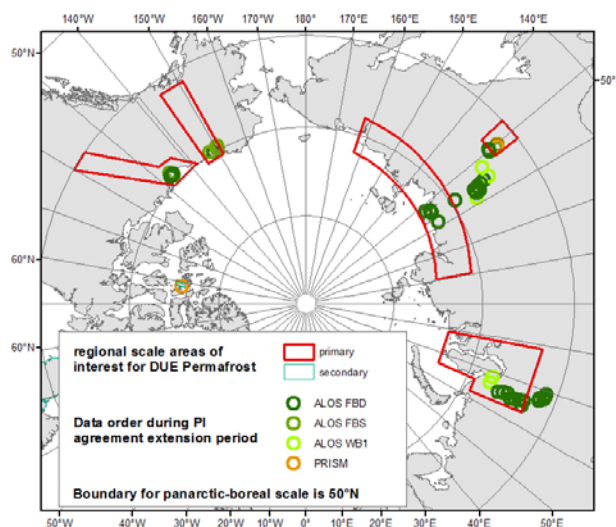 140°W 150°W 160°W 170°W 180° 170°E 160°E 150°E 140°E
50°N
50°
60°N
60°N
regional scale areas of
interest for DUE Permafrost
primary
secondary
Data order during PI
agreement extension period
ALOS FBD
ALOS FBS
ALOS WB1
PRISM
Boundary for panarctic-boreal scale is 50°N
50°W 40°W 30°W 20°W 10°W 0° 10°E 20°E 30°E 40°E 50°E